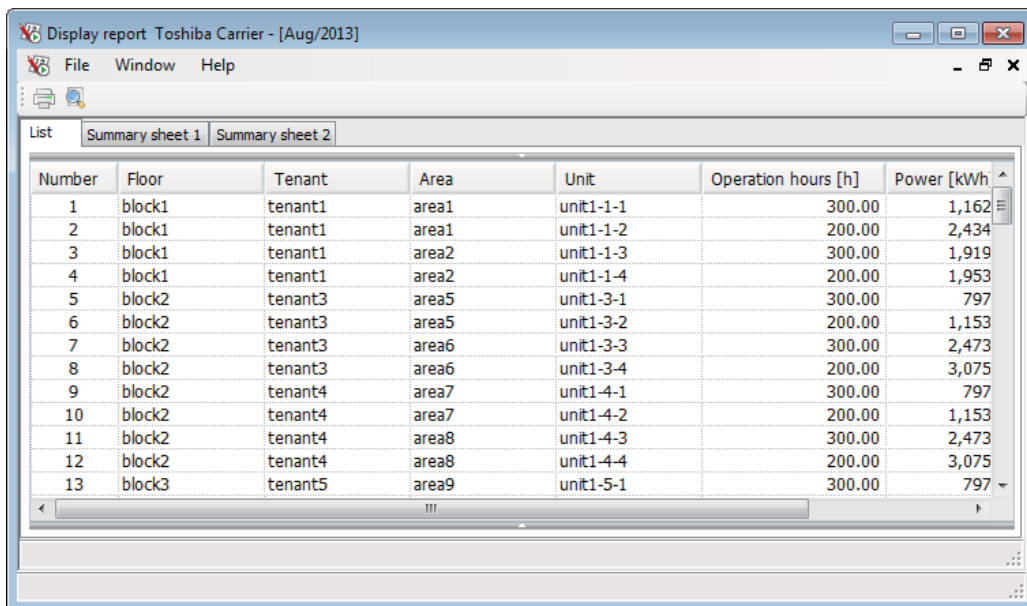 Display report Toshiba Carrier - [Aug/2013]
File Window Help
List Summary sheet 1 Summary sheet 2
Number Floor Tenant Area Unit Operation hours [h] Power [kWh]
1 block1 tenant1 area1 unit1-1-1 300.00 1,162
2 block1 tenant1 area1 unit1-1-2 200.00 2,434
3 block1 tenant1 area2 unit1-1-3 300.00 1,919
4 block1 tenant1 area2 unit1-1-4 200.00 1,953
5 block2 tenant3 area5 unit1-3-1 300.00 797
6 block2 tenant3 area5 unit1-3-2 200.00 1,153
7 block2 tenant3 area6 unit1-3-3 300.00 2,473
8 block2 tenant3 area6 unit1-3-4 200.00 3,075
9 block2 tenant4 area7 unit1-4-1 300.00 797
10 block2 tenant4 area7 unit1-4-2 200.00 1,153
11 block2 tenant4 area8 unit1-4-3 300.00 2,473
12 block2 tenant4 area8 unit1-4-4 200.00 3,075
13 block3 tenant5 area9 unit1-5-1 300.00 797